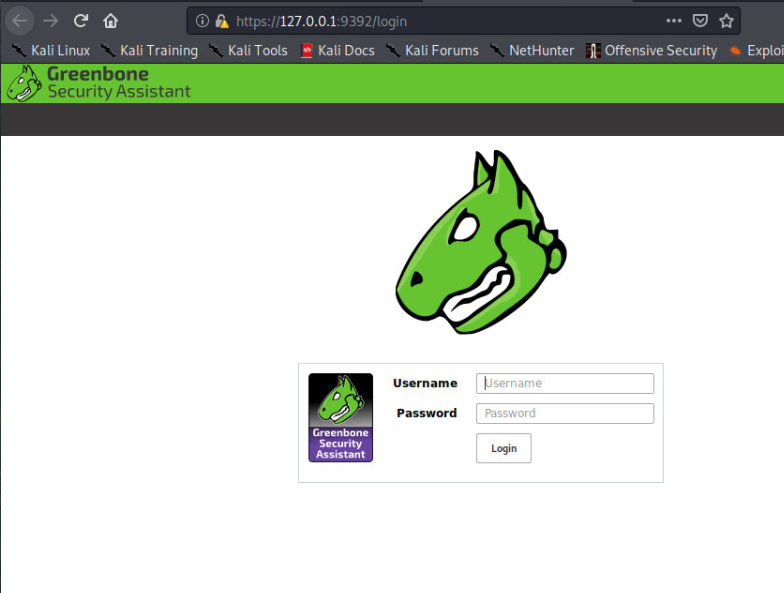 https://127.0.0.1:9392/login
Kali Linux Kali Training Kali Tools Kali Docs Kali Forums NetHunter Offensive Security Exploi
Greenbone
Security Assistant
Username Username
Password Password
Login
Greenbone
Security
Assistant